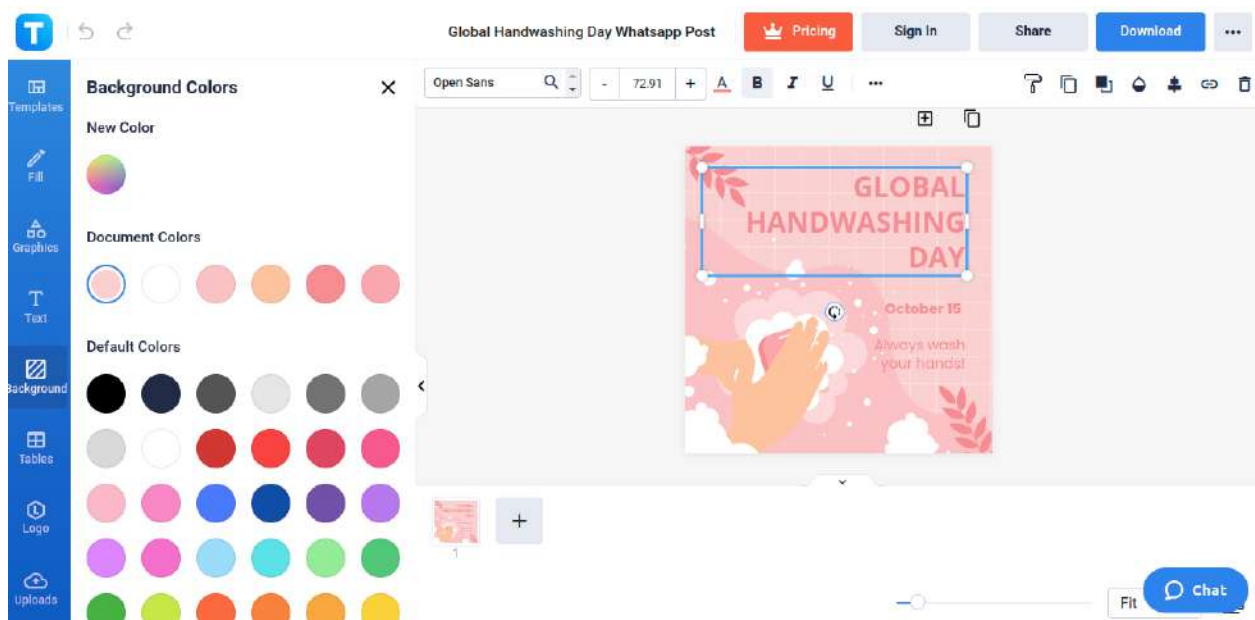 T
Global Handwashing Day Whatsapp Post
Pricing
Sign In
Share
Download
Templates
Fill
Graphics
Text
Background
Tables
Logo
Uploads
Background Colors
New Color
Document Colors
Default Colors
Open Sans
- 72.91 + A B I U
GLOBAL
HANDWASHING
DAY
October 15
Always wash
your hands!
1
Fit
Chat